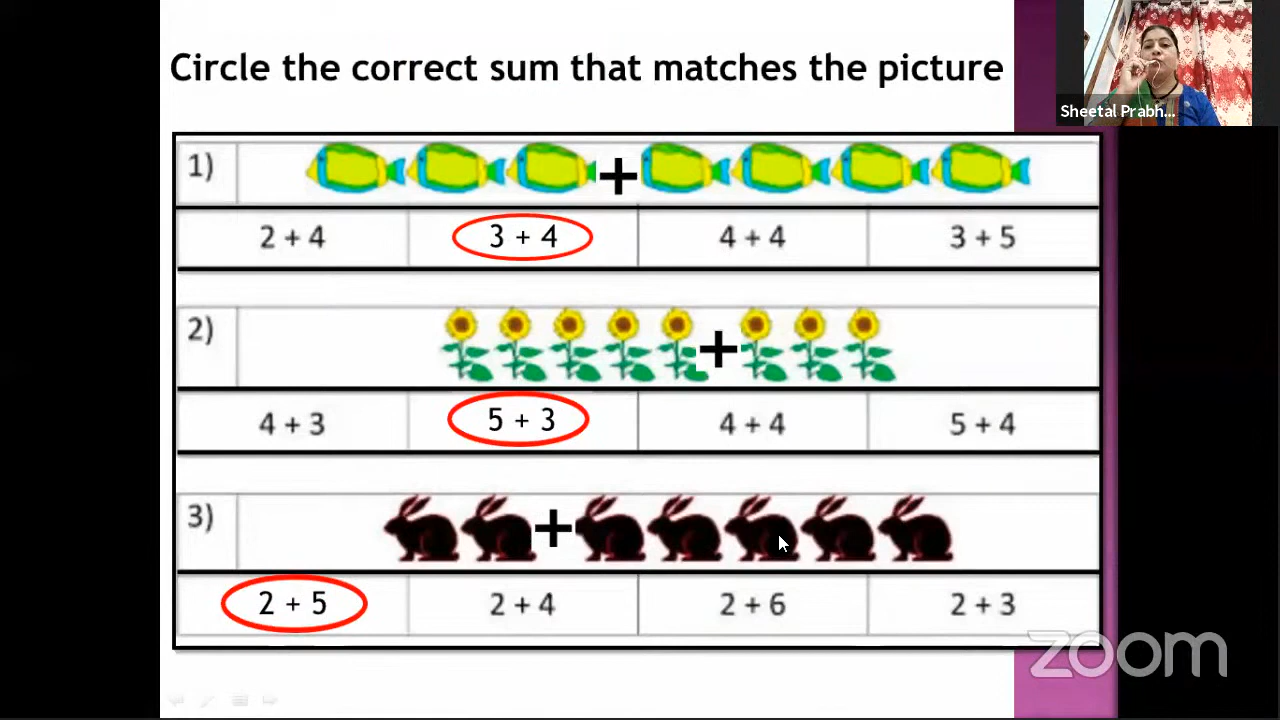 Circle the correct sum that matches the picture
Sheetal Prabh...
1)
+
2 + 4 3 + 4 4 + 4 3 + 5
2)
+
4 + 3 5 + 3 4 + 4 5 + 4
3)
+
2 + 5 2 + 4 2 + 6 2 + 3
zoom